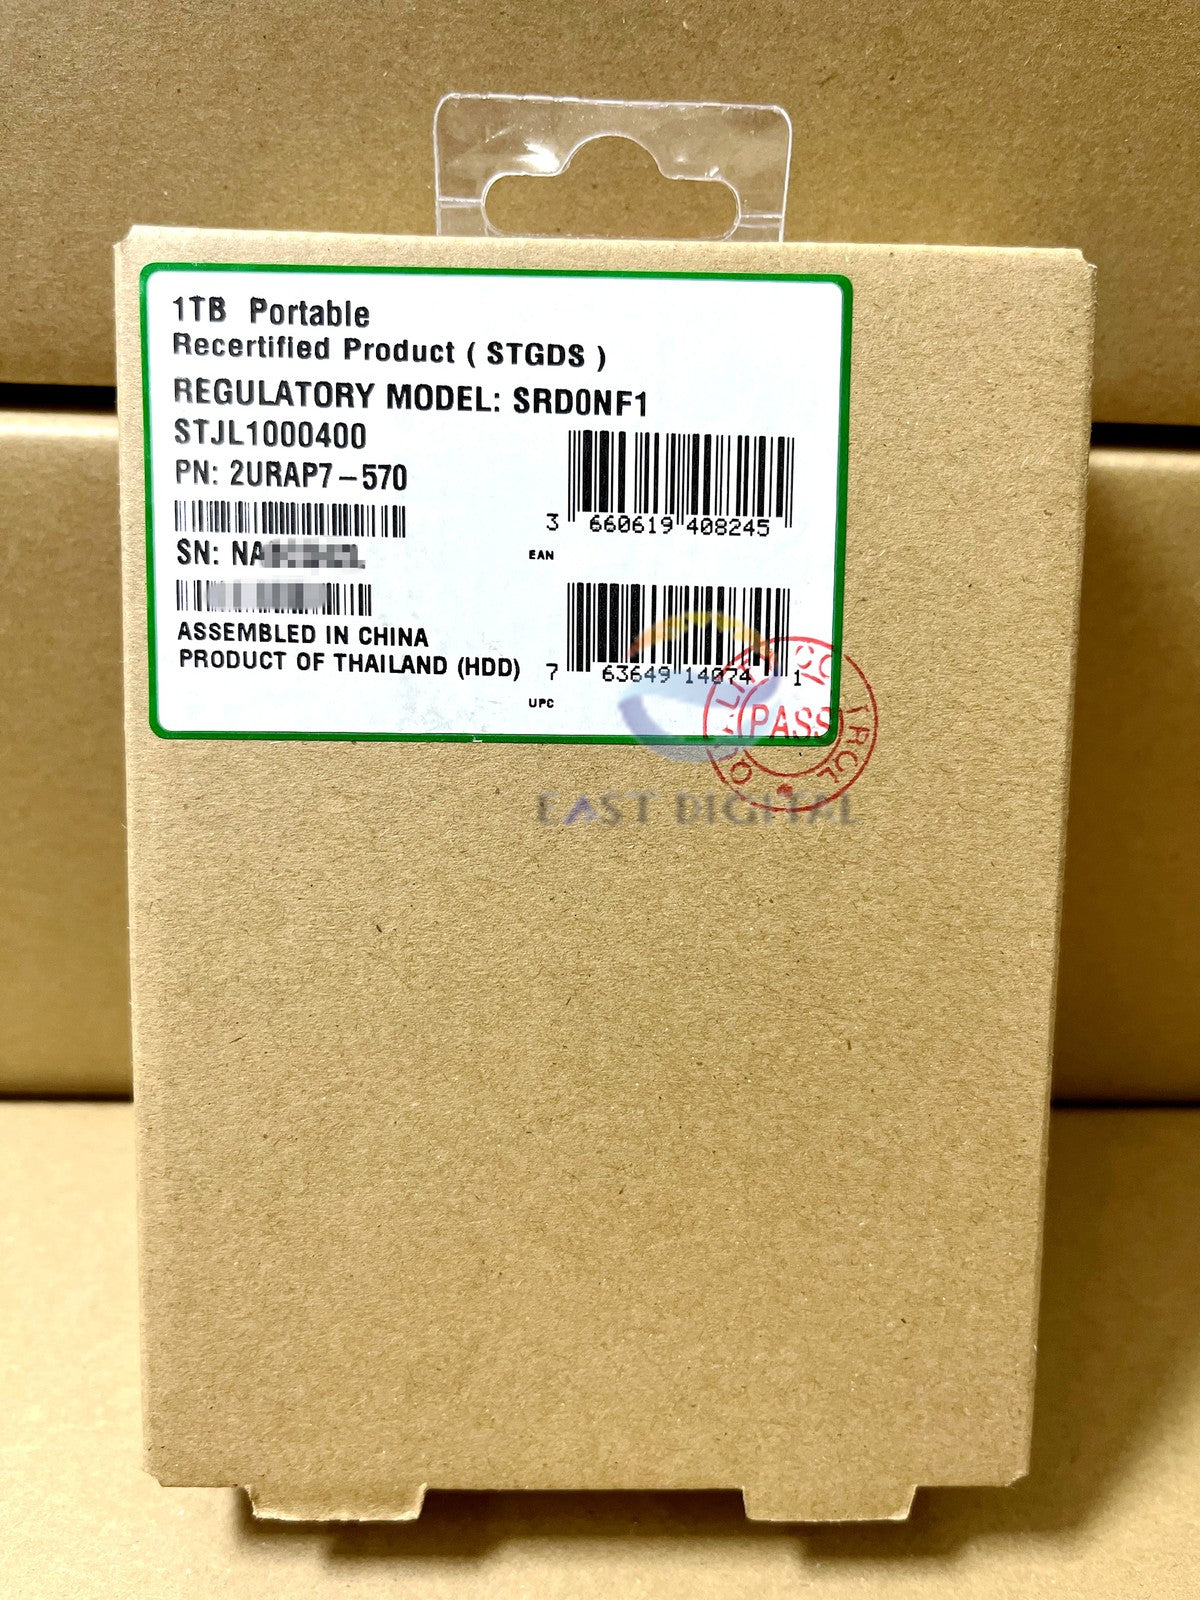 1TB Portable
Recertified Product ( STGDS )
REGULATORY MODEL: SRD0NF1
STJL1000400
PN: 2URAP7-570
SN: NA
ASSEMBLED IN CHINA
PRODUCT OF THAILAND (HDD)
3 660619 408245
EAN
7 63649 14074 1
UPC
QC PASS
EAST DIGITAL